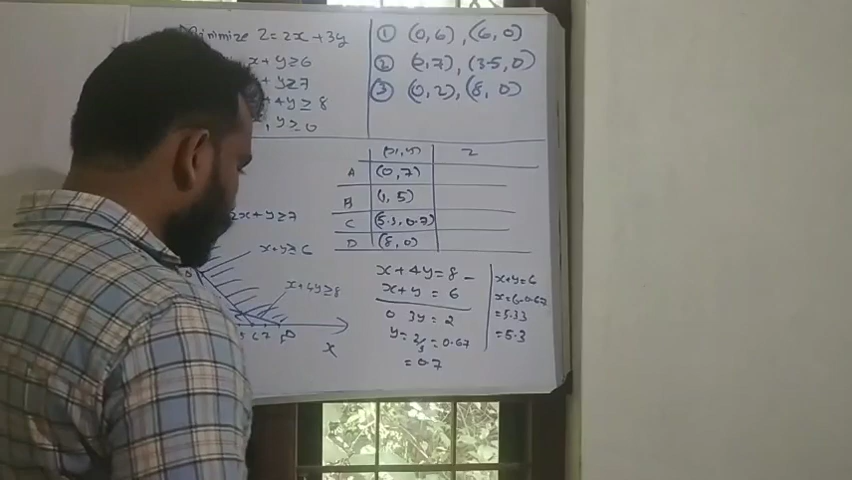 Minimize Z=2x+3y
x+y≥6
+y≥7
+4y≥8
, y≥0
① (0,6), (6,0)
② (0,7), (3.5,0)
③ (0,2), (8,0)
(x,y) Z
A (0,7)
B (1,5)
C (5.3,0.7)
D (8,0)
2x+y≥7
x+y≥6
x+4y≥8
D
X
x+4y=8 -
x+y=6
0 3y=2
y=2/3=0.67
=0.7
x+y=6
x=6-0.67
=5.33
=5.3